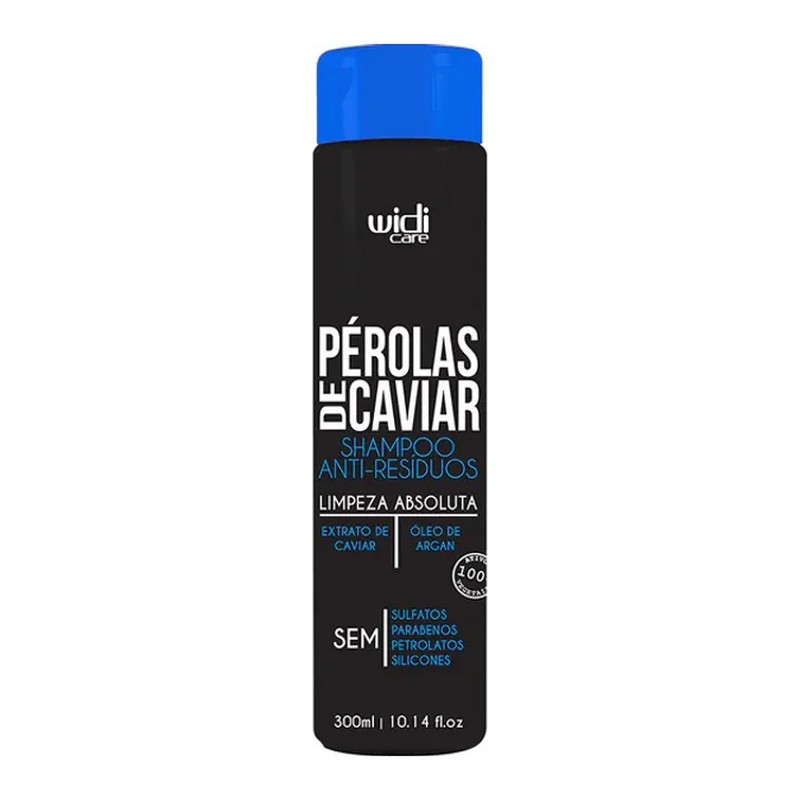 widi
care
PÉROLAS
DE CAVIAR
SHAMPOO
ANTI-RESÍDUOS
LIMPEZA ABSOLUTA
EXTRATO DE
CAVIAR
ÓLEO DE
ARGAN
100
SEM
SULFATOS
PARABENOS
PETROLATOS
SILICONES
300ml | 10.14 fl.oz